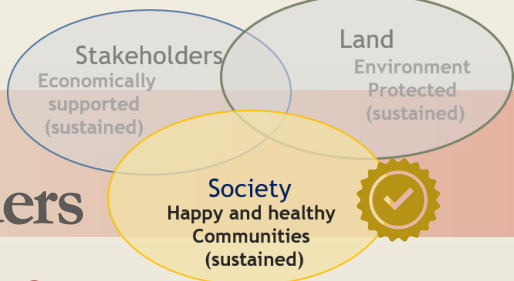 Stakeholders
Economically
supported
(sustained)
Land
Environment
Protected
(sustained)
ers
Society
Happy and healthy
Communities
(sustained)